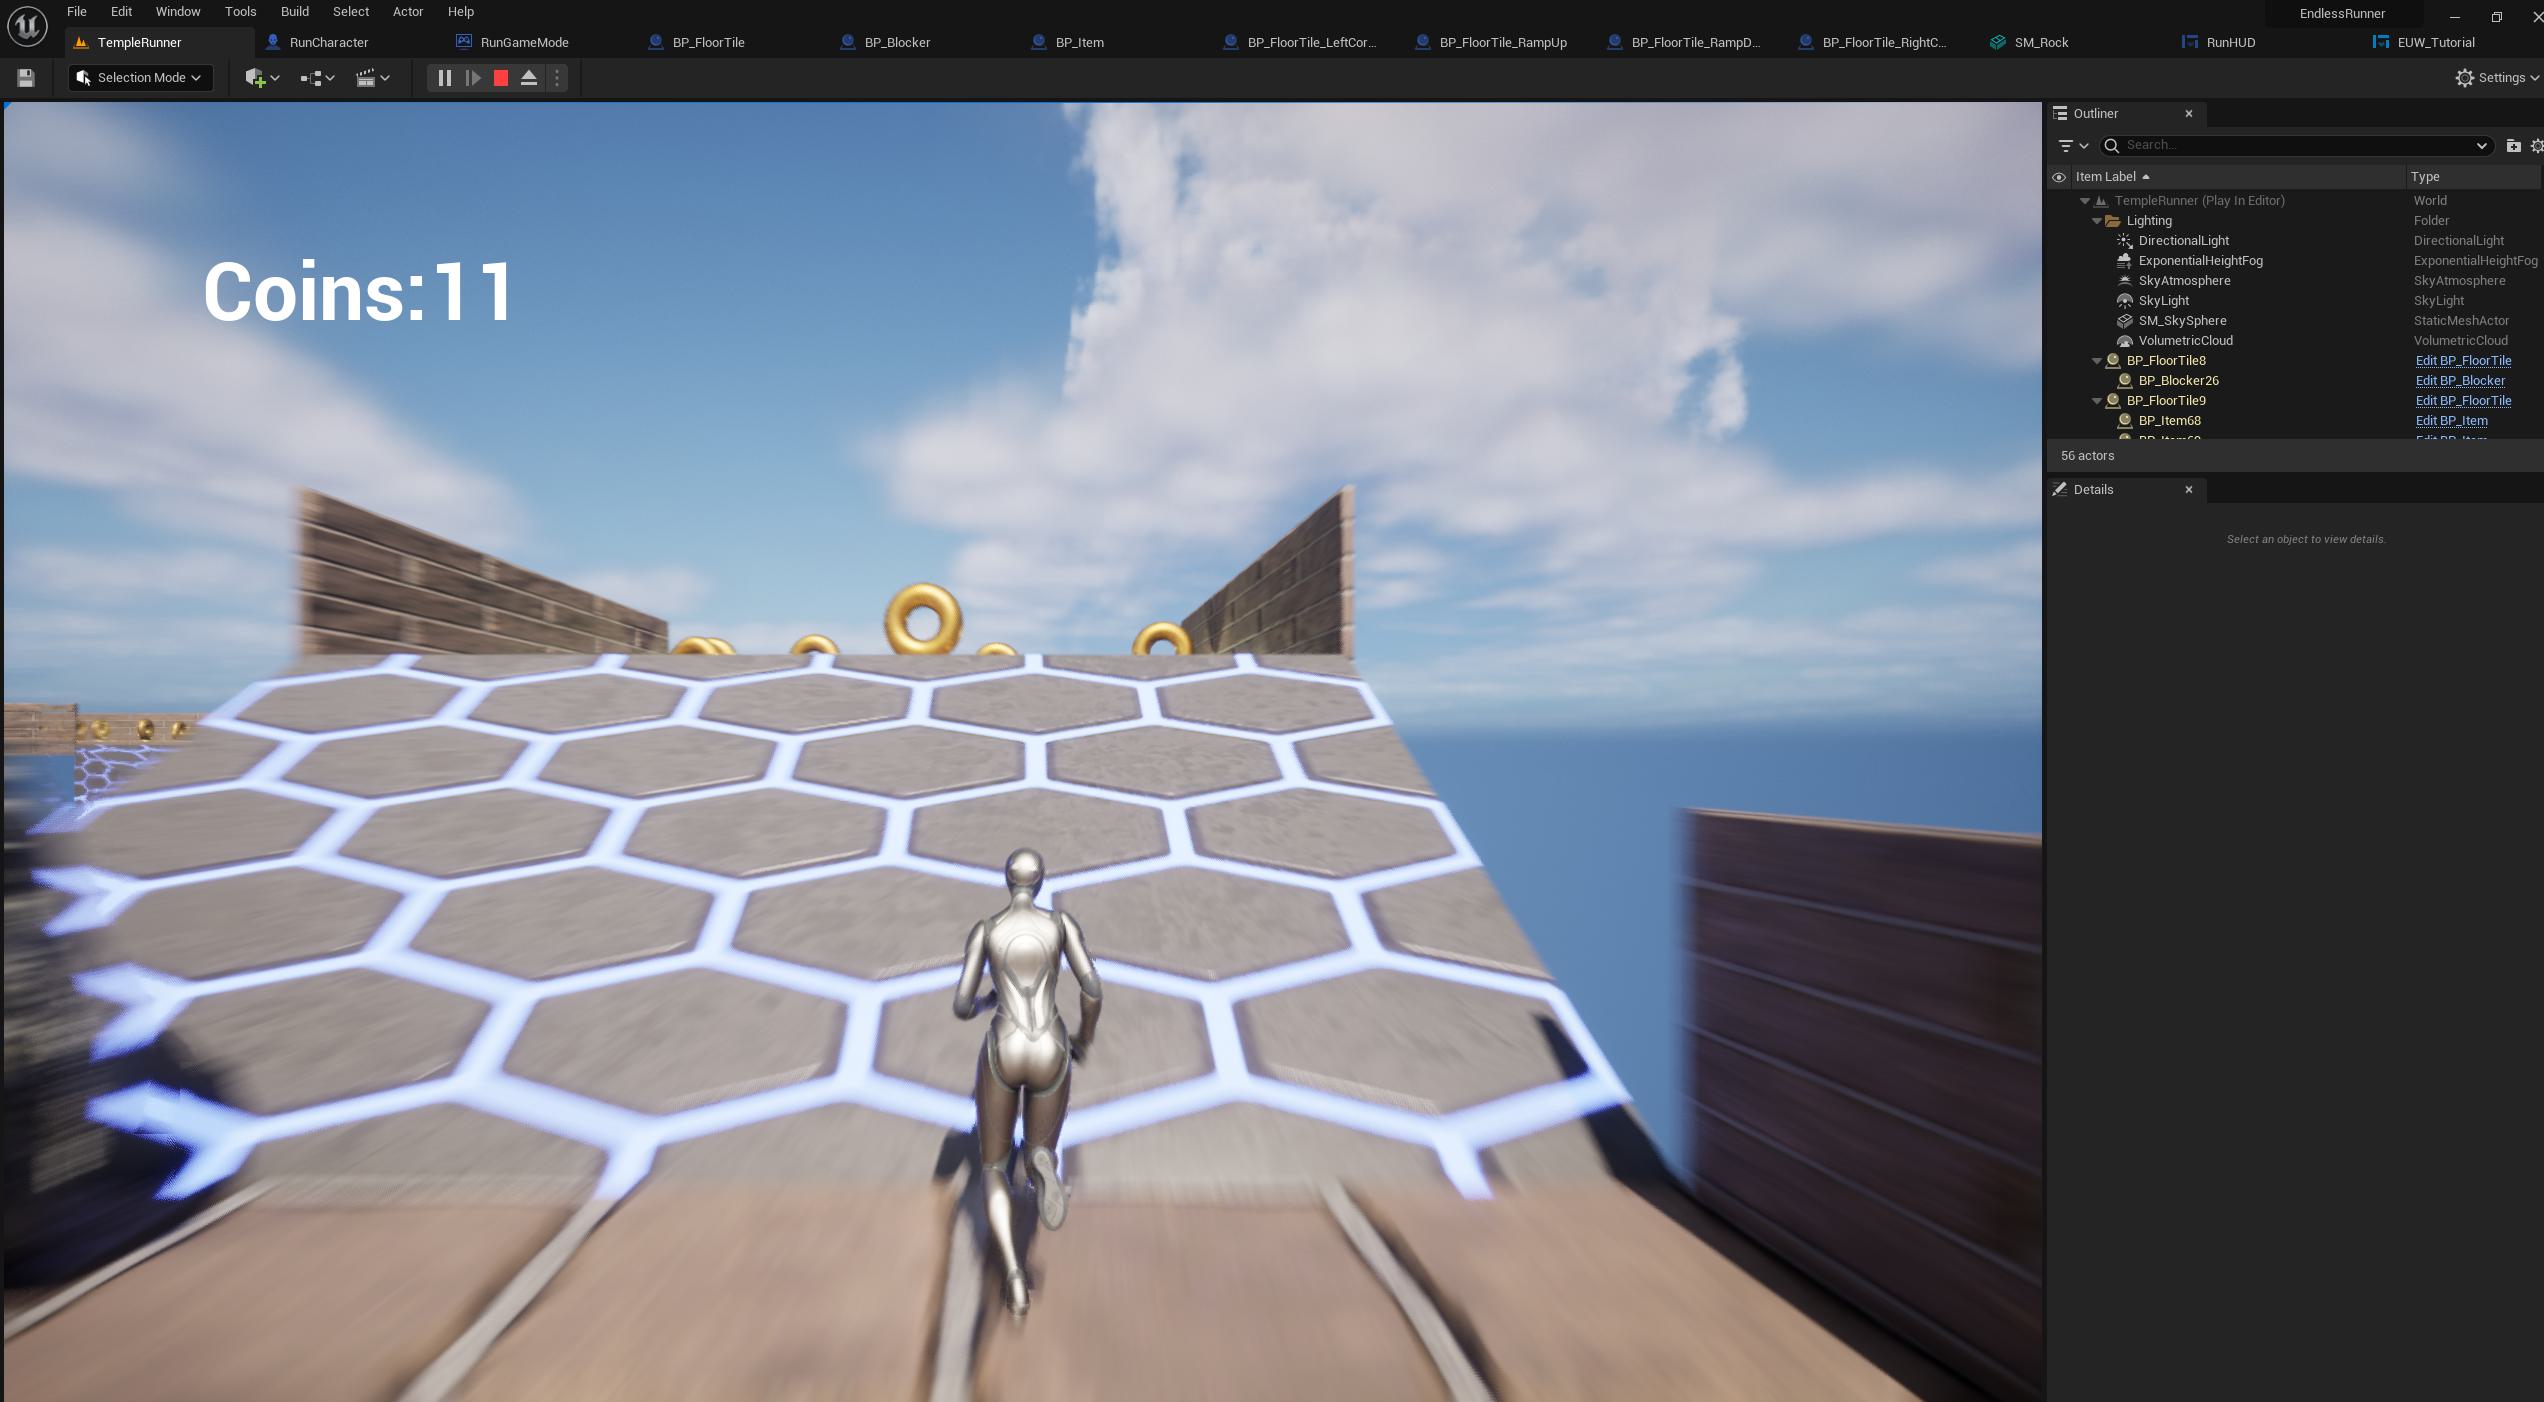 File Edit Window Tools Build Select Actor Help
EndlessRunner
TempleRunner RunCharacter RunGameMode BP_FloorTile BP_Blocker BP_Item BP_FloorTile_LeftCor... BP_FloorTile_RampUp BP_FloorTile_RampD... BP_FloorTile_RightC... SM_Rock RunHUD EUW_Tutorial
Selection Mode
Settings
Coins:11
Outliner
Search...
Item Label Type
TempleRunner (Play In Editor) World
Lighting Folder
DirectionalLight DirectionalLight
ExponentialHeightFog ExponentialHeightFog
SkyAtmosphere SkyAtmosphere
SkyLight SkyLight
SM_SkySphere StaticMeshActor
VolumetricCloud VolumetricCloud
BP_FloorTile8 Edit BP_FloorTile
BP_Blocker26 Edit BP_Blocker
BP_FloorTile9 Edit BP_FloorTile
BP_Item68 Edit BP_Item
56 actors
Details
Select an object to view details.